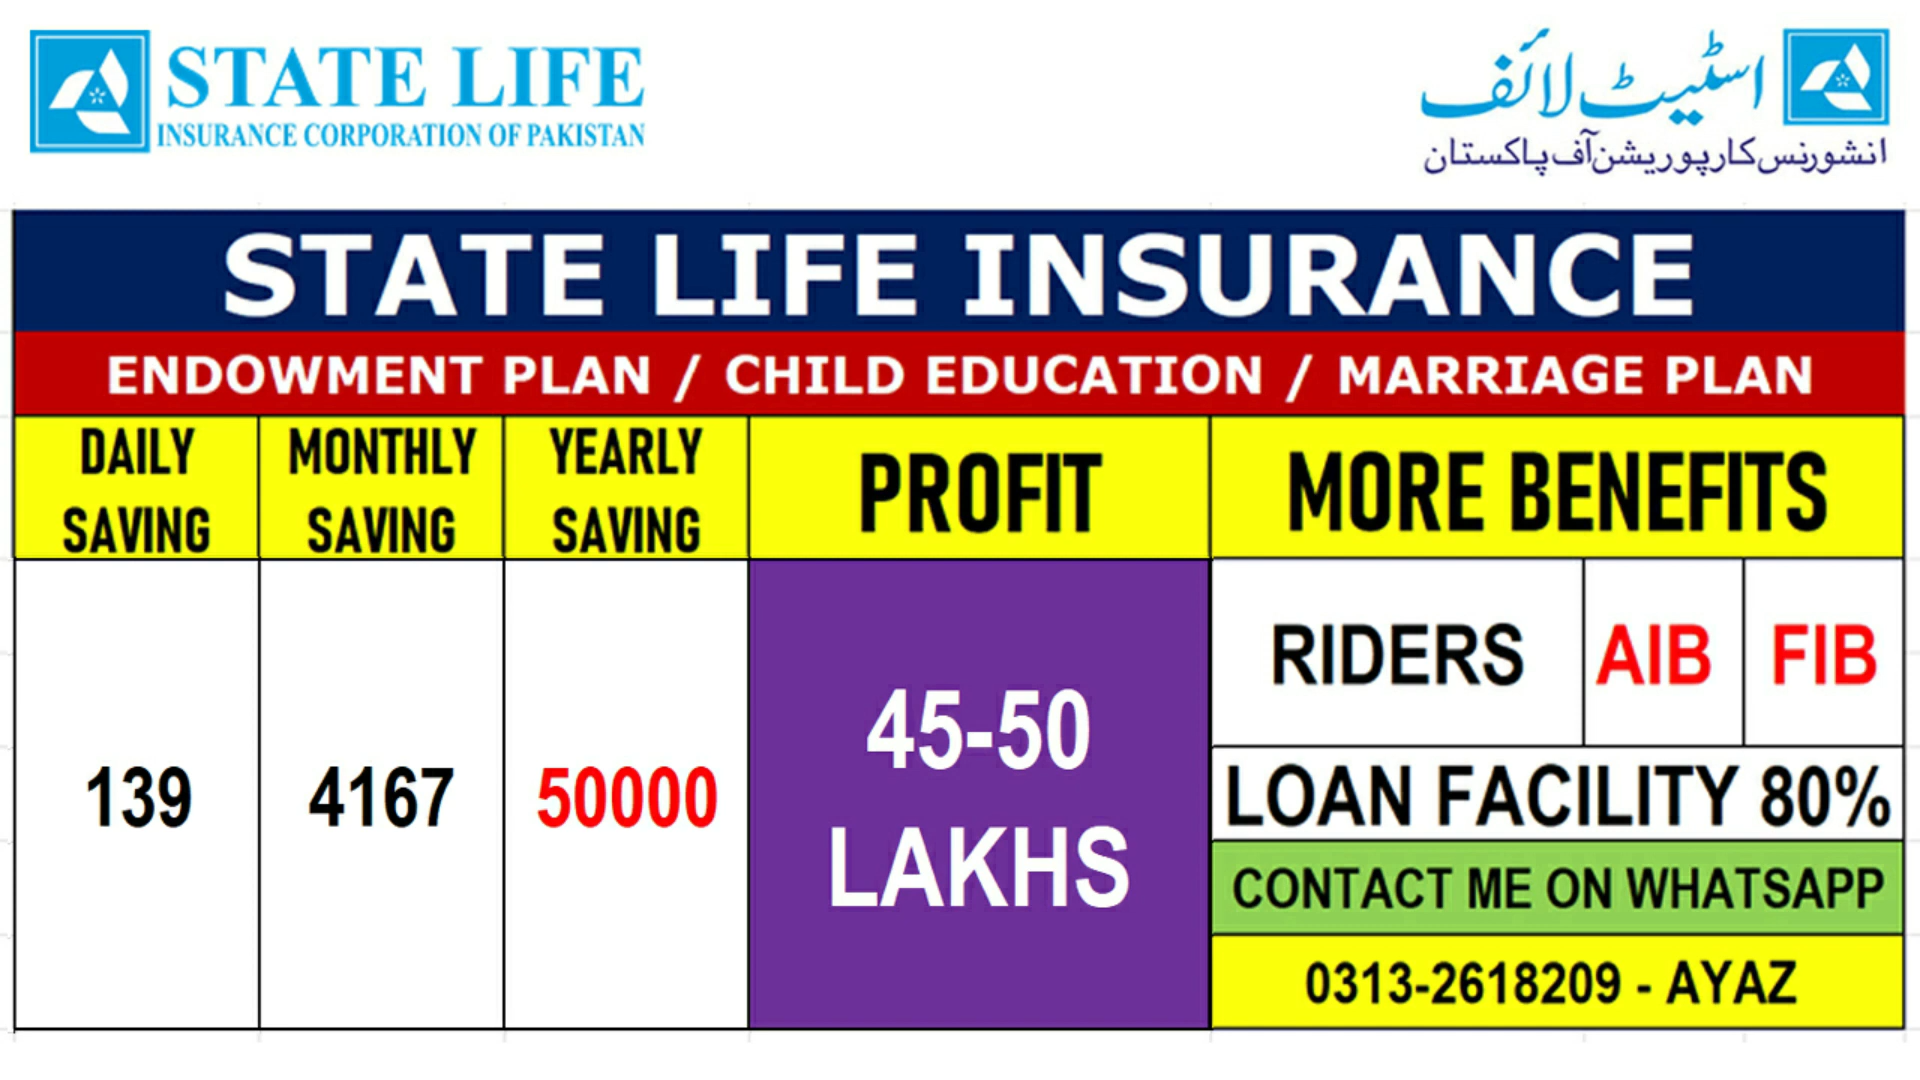 STATE LIFE
INSURANCE CORPORATION OF PAKISTAN
اسٹیٹ لائف
انشورنس کارپوریشن آف پاکستان
STATE LIFE INSURANCE
ENDOWMENT PLAN / CHILD EDUCATION / MARRIAGE PLAN
DAILY
SAVING
MONTHLY
SAVING
YEARLY
SAVING
PROFIT
MORE BENEFITS
139
4167
50000
45-50
LAKHS
RIDERS
AIB
FIB
LOAN FACILITY 80%
CONTACT ME ON WHATSAPP
0313-2618209 - AYAZ